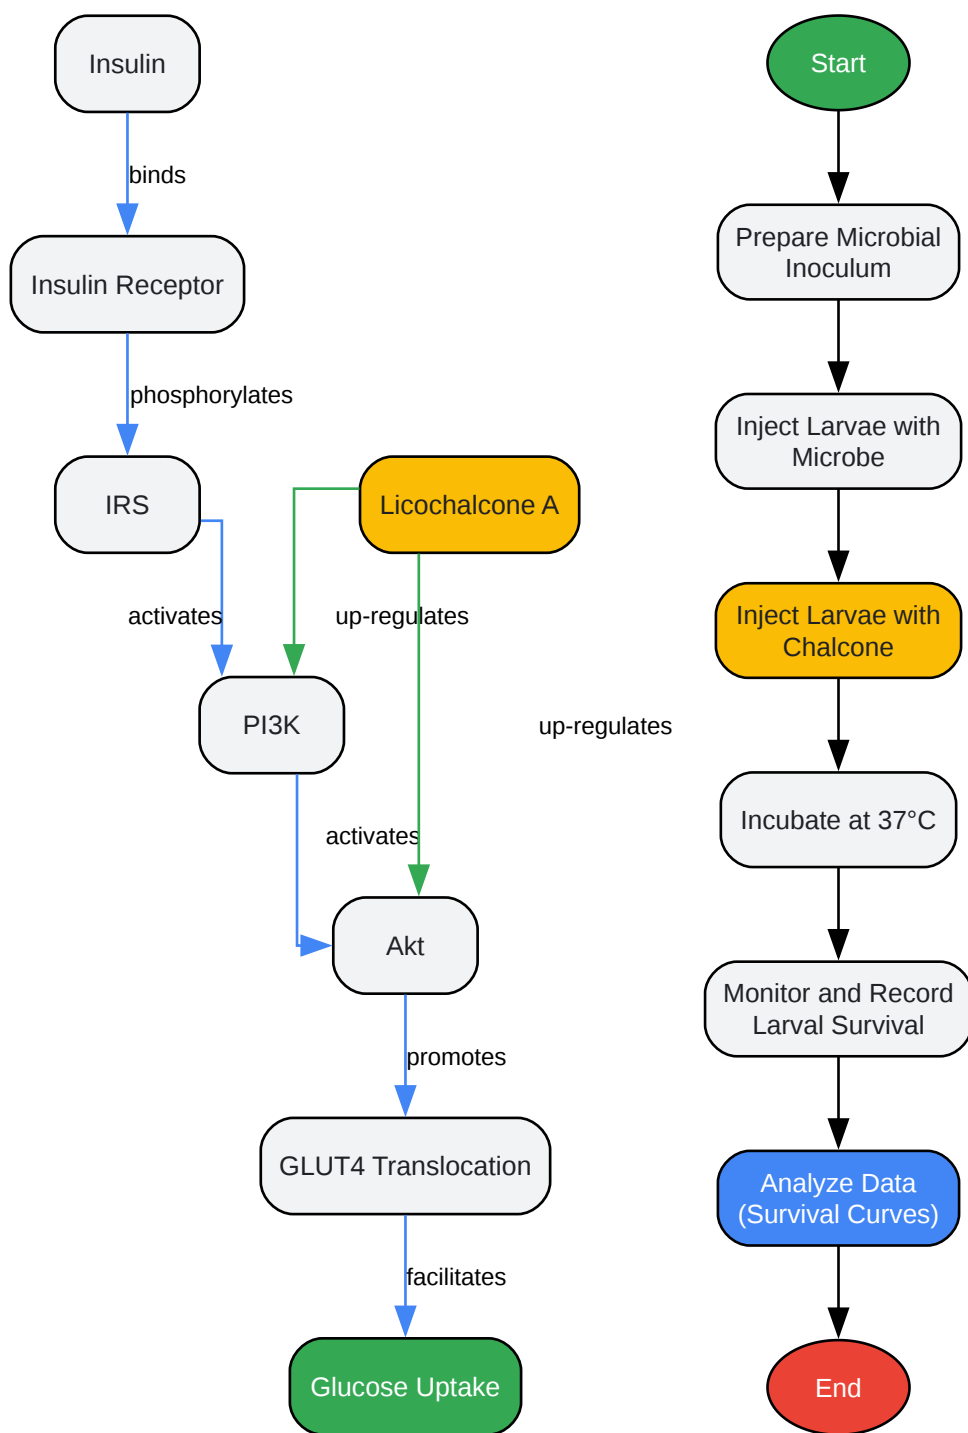 Insulin
binds
Insulin Receptor
phosphorylates
IRS
Licochalcone A
activates
up-regulates
PI3K
up-regulates
activates
Akt
promotes
GLUT4 Translocation
facilitates
Glucose Uptake
Start
Prepare Microbial
Inoculum
Inject Larvae with
Microbe
Inject Larvae with
Chalcone
Incubate at 37°C
Monitor and Record
Larval Survival
Analyze Data
(Survival Curves)
End